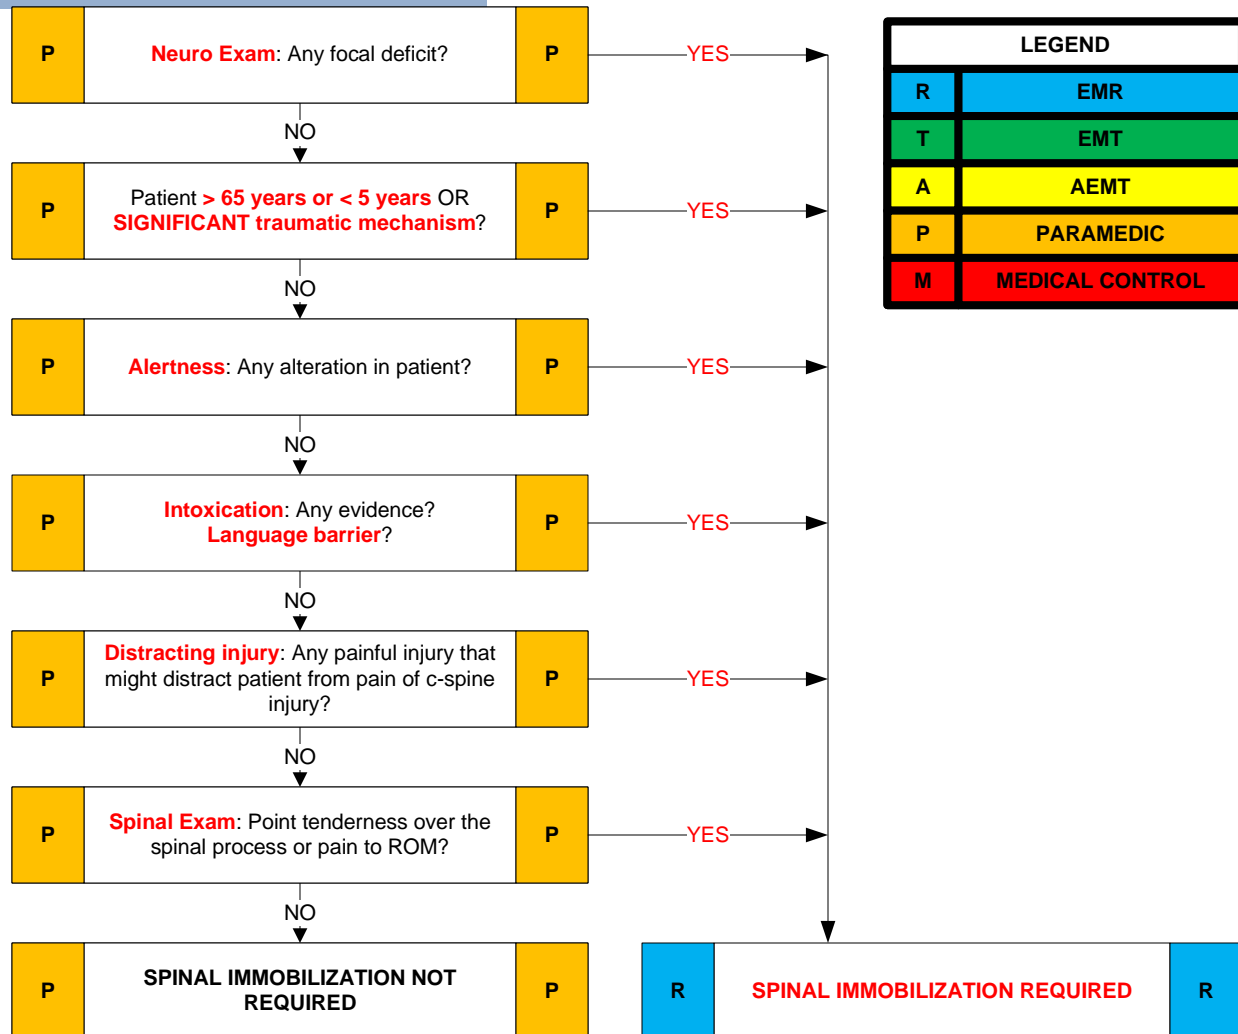 P Neuro Exam: Any focal deficit? P YES
NO
P Patient > 65 years or < 5 years OR
SIGNIFICANT traumatic mechanism? P YES
NO
P Alertness: Any alteration in patient? P YES
NO
P Intoxication: Any evidence?
Language barrier? P YES
NO
P Distracting injury: Any painful injury that
might distract patient from pain of c-spine
injury? P YES
NO
P Spinal Exam: Point tenderness over the
spinal process or pain to ROM? P YES
NO
P SPINAL IMMOBILIZATION NOT
REQUIRED P
R SPINAL IMMOBILIZATION REQUIRED R
LEGEND
R EMR
T EMT
A AEMT
P PARAMEDIC
M MEDICAL CONTROL